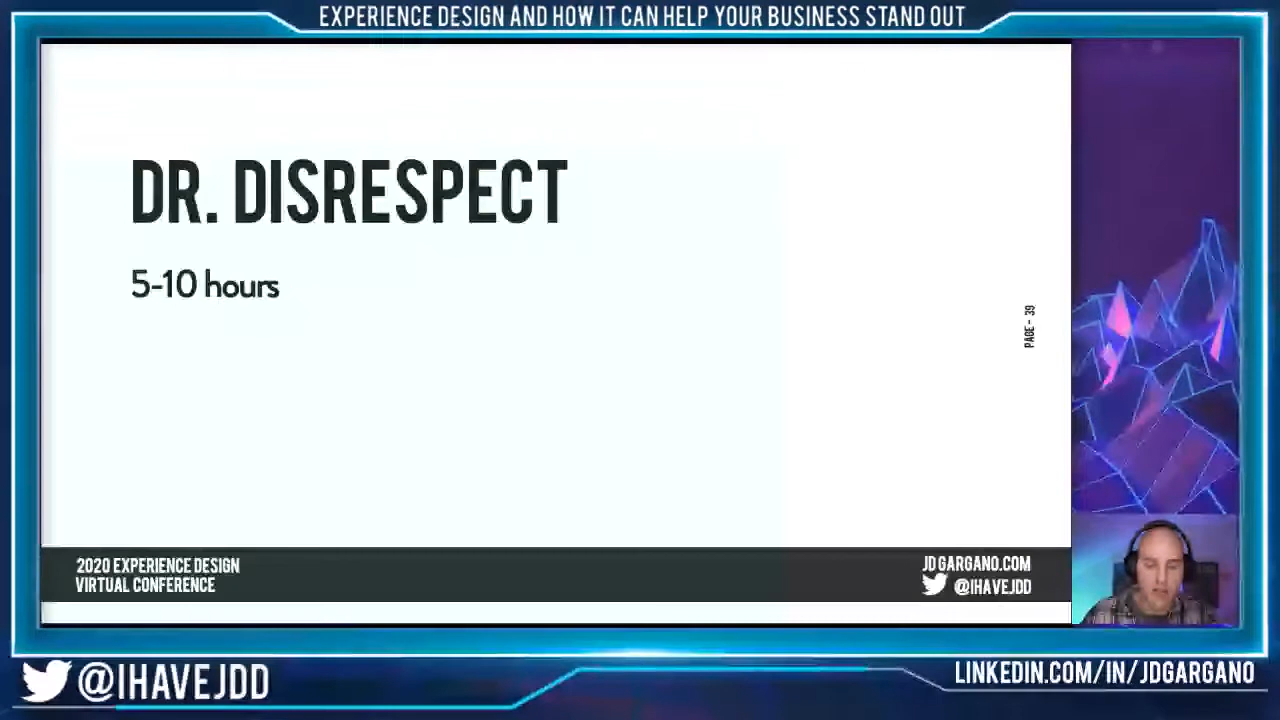 EXPERIENCE DESIGN AND HOW IT CAN HELP YOUR BUSINESS STAND OUT
DR. DISRESPECT
5-10 hours
PAGE - 39
2020 EXPERIENCE DESIGN
VIRTUAL CONFERENCE
JDGARGANO.COM
@IHAVEJDD
@IHAVEJDD
LINKEDIN.COM/IN/JDGARGANO